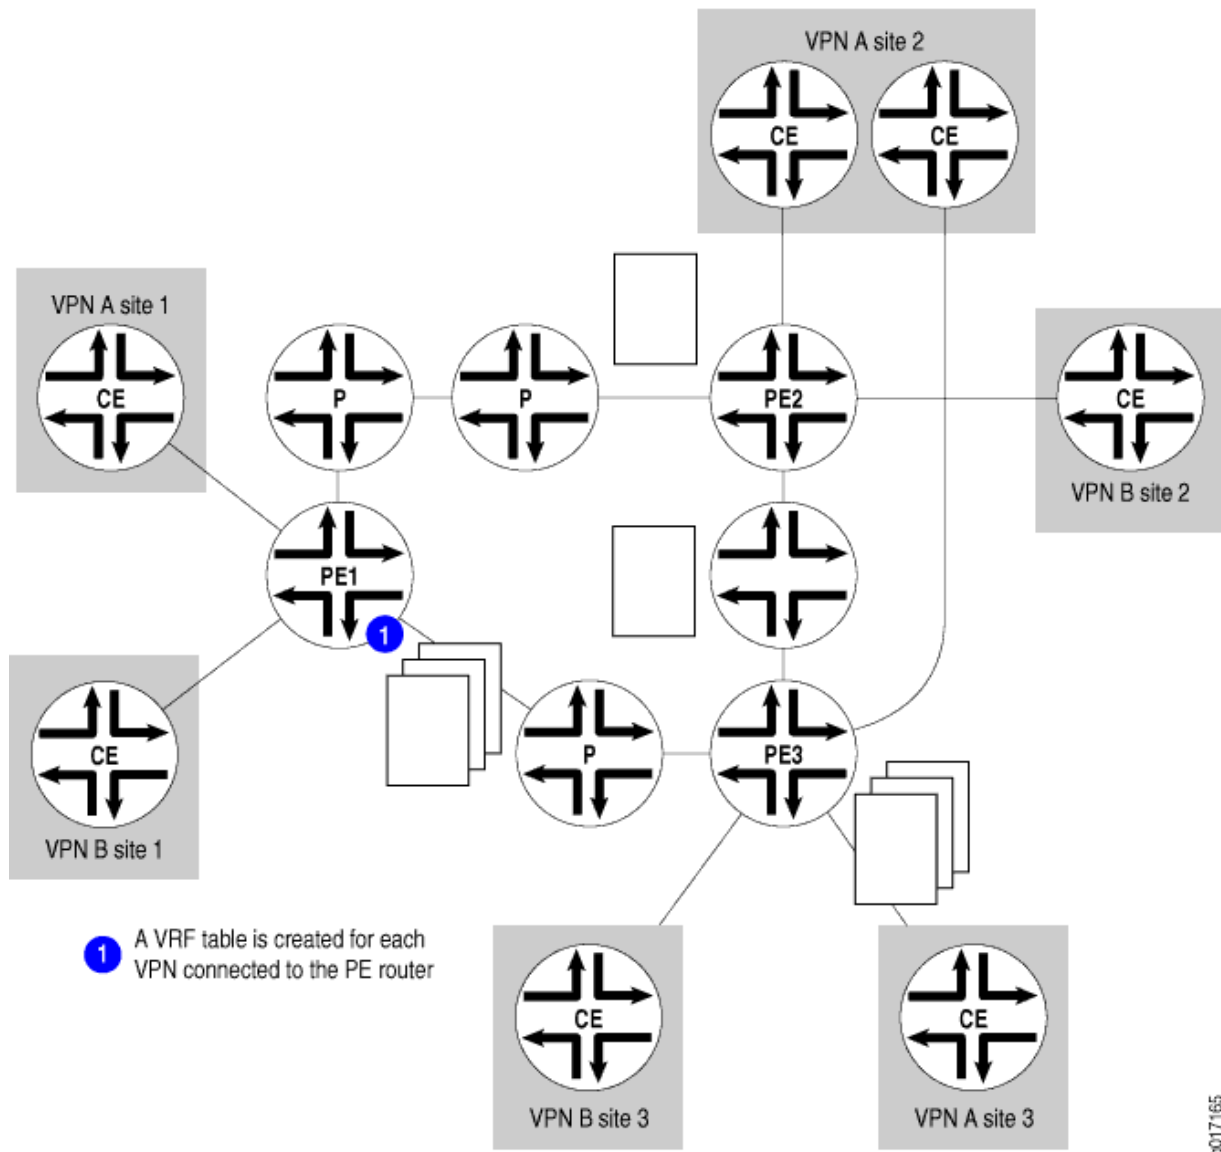 VPN A site 2
CE
CE
VPN A site 1
CE
P
P
PE2
CE
VPN B site 2
PE1
1
CE
VPN B site 1
P
PE3
1
A VRF table is created for each
VPN connected to the PE router
CE
VPN B site 3
CE
VPN A site 3
g017165